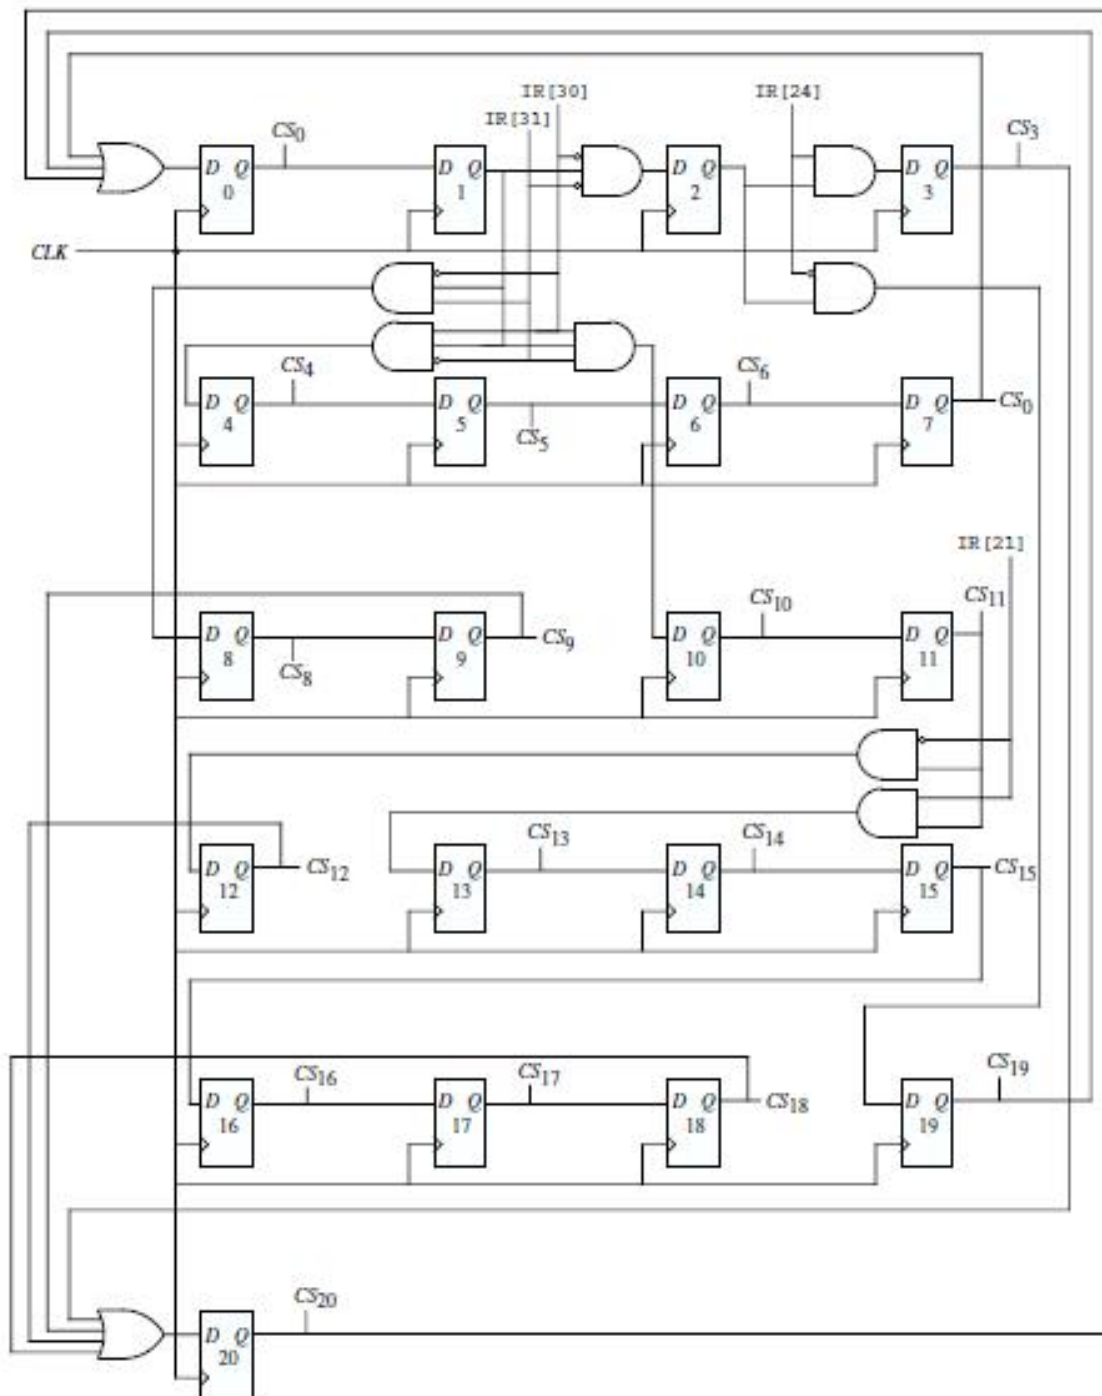 IR[30]
IR[24]
IR[31]
CS0
CS3
D Q
0
D Q
1
D Q
2
D Q
3
CLK
CS4
CS6
D Q
4
D Q
5
D Q
6
D Q
7
CS0
CS5
IR[21]
CS10
CS11
D Q
8
D Q
9
CS9
D Q
10
D Q
11
CS8
CS13
CS14
D Q
12
CS12
D Q
13
D Q
14
D Q
15
CS15
CS16
CS17
CS19
D Q
16
D Q
17
D Q
18
CS18
D Q
19
CS20
D Q
20